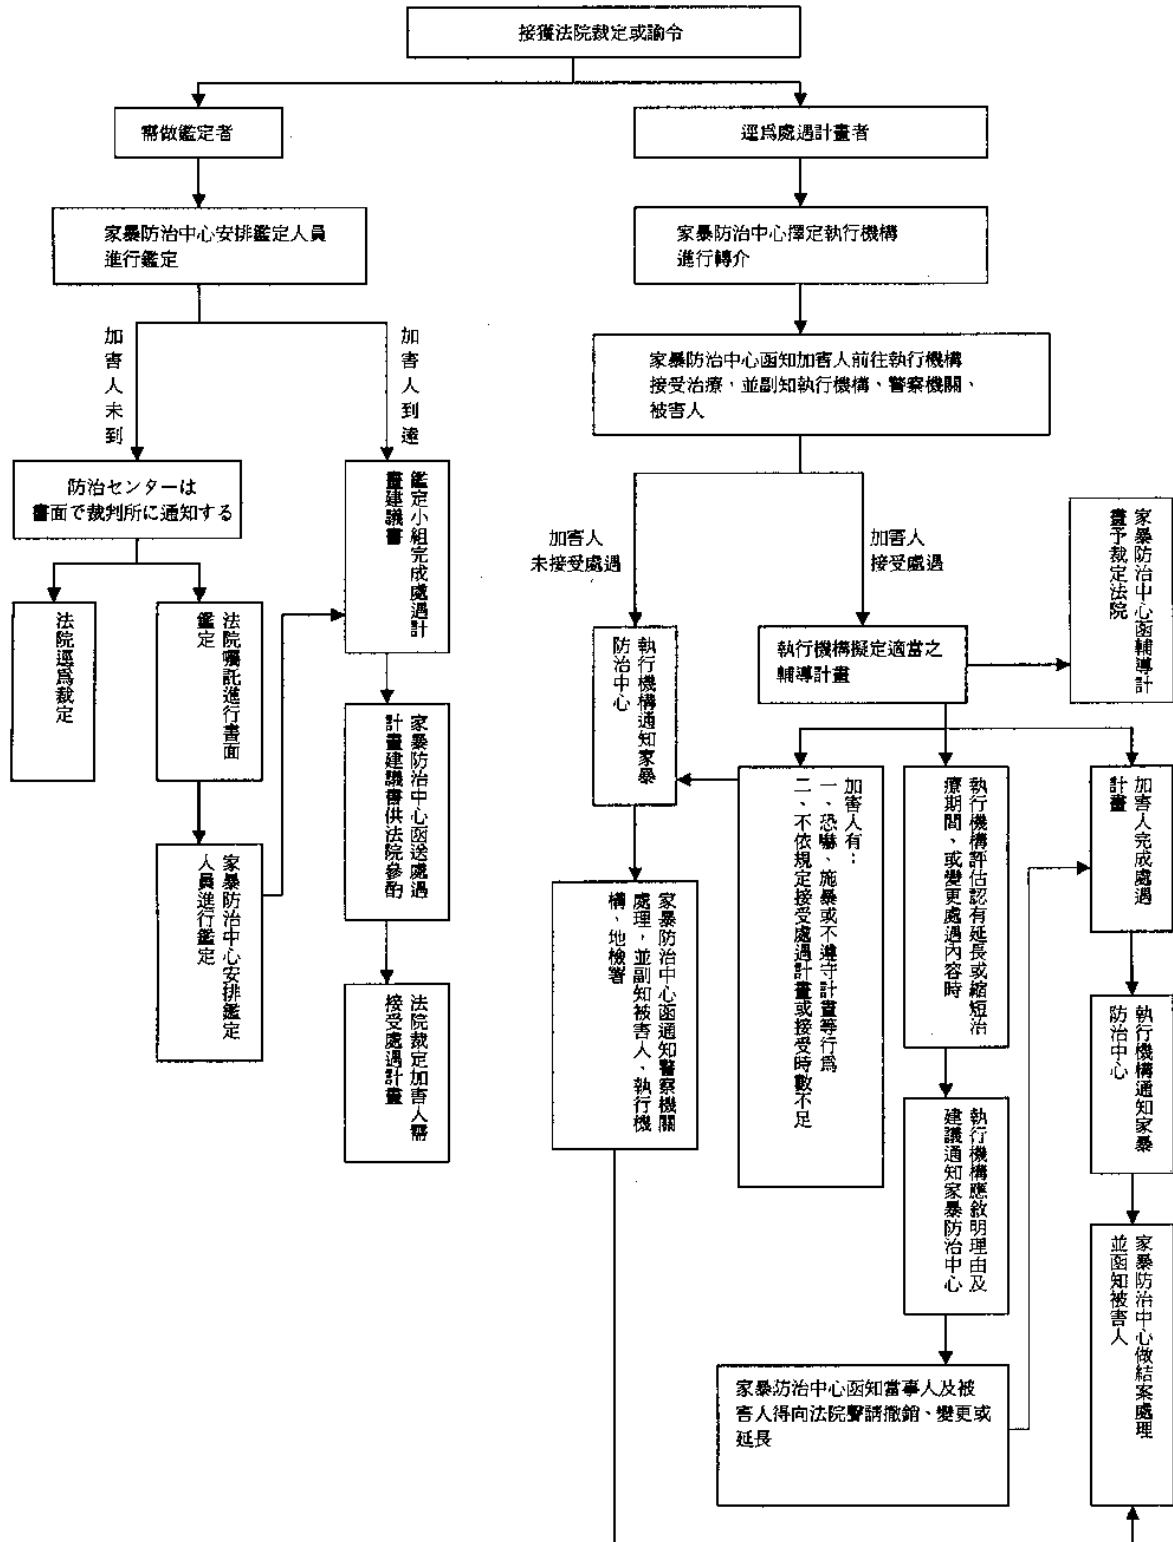 接獲法院裁定或諭令
需做鑑定者
逕為處遇計畫者
家暴防治中心安排鑑定人員
進行鑑定
家暴防治中心擇定執行機構
進行轉介
加害人未到
加害人到達
家暴防治中心函知加害人前往執行機構
接受治療，並副知執行機構、警察機關、
被害人
防治センターは
書面で裁判所に通知する
鑑定小組完成處遇計
畫建議書
加害人
未接受處遇
加害人
接受處遇
家暴防治中心函輔導計
畫予裁定法院
法院逕為裁定
法院囑託進行書面
鑑定
執行機構通知家暴
防治中心
執行機構擬定適當之
輔導計畫
家暴防治中心函送處遇
計畫建議書供法院參酌
加害人有：
一、恐嚇、施暴或不遵守計畫等行為
二、不依規定接受處遇計畫或接受時數不足
執行機構評估認有延長或縮短治
療期間、或變更處遇內容時
加害人完成處遇
計畫
家暴防治中心安排鑑定
人員進行鑑定
家暴防治中心函通知警察機關
處理，並副知被害人、執行機
構、地檢署
法院裁定加害人需
接受處遇計畫
執行機構通知家暴
防治中心
執行機構應敘明理由及
建議通知家暴防治中心
家暴防治中心做結案處理
並函知被害人
家暴防治中心函知當事人及被
害人得向法院聲請撤銷、變更或
延長